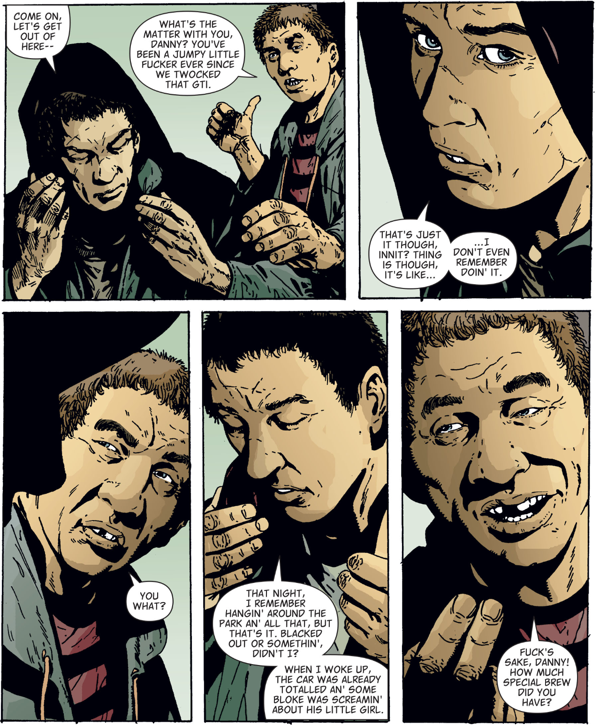 COME ON,
LET'S GET
OUT OF
HERE--
WHAT'S THE
MATTER WITH YOU,
DANNY? YOU'VE
BEEN A JUMPY LITTLE
FUCKER EVER SINCE
WE TWOCKED
THAT GTI.
THAT'S JUST
IT THOUGH,
INNIT? THING
IS THOUGH,
IT'S LIKE...
...I
DON'T EVEN
REMEMBER
DOIN' IT.
YOU
WHAT?
THAT NIGHT,
I REMEMBER
HANGIN' AROUND THE
PARK AN' ALL THAT, BUT
THAT'S IT. BLACKED
OUT OR SOMETHIN',
DIDN'T I?
WHEN I WOKE UP,
THE CAR WAS ALREADY
TOTALLED AN' SOME
BLOKE WAS SCREAMIN'
ABOUT HIS LITTLE GIRL.
FUCK'S
SAKE, DANNY!
HOW MUCH
SPECIAL BREW
DID YOU
HAVE?